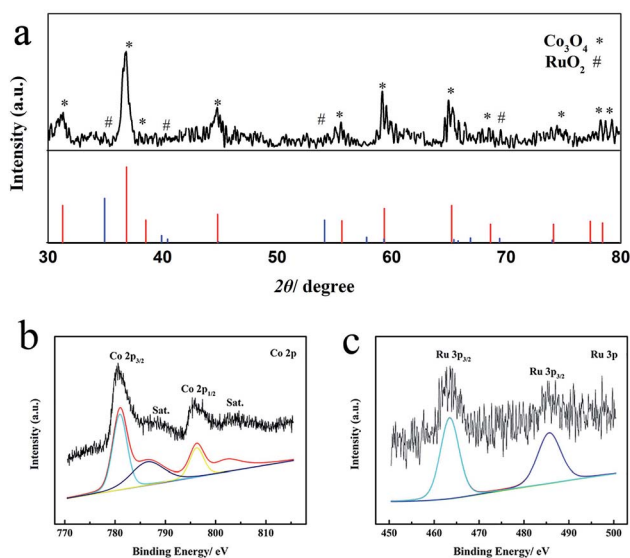 a
Co3O4 *
RuO2 #
* # * * # * # * * * * # * * *
Intensity (a.u.)
30 40 50 60 70 80
2θ/ degree
b
Co 2p3/2
Co 2p
Sat.
Co 2p1/2
Sat.
Intensity (a.u.)
770 780 790 800 810
Binding Energy/ eV
c
Ru 3p3/2
Ru 3p3/2
Ru 3p
Intensity (a.u.)
450 460 470 480 490 500
Binding Energy/ eV